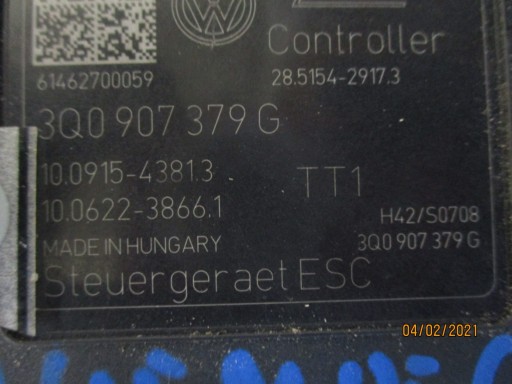 Controller
61462700059 28.5154-2917.3
3Q0 907 379 G
10.0915-4381.3
TT1
10.0622-3866.1
H42/S0708
MADE IN HUNGARY 3Q0 907 379 G
Steuergeraet ESC
04/02/2021